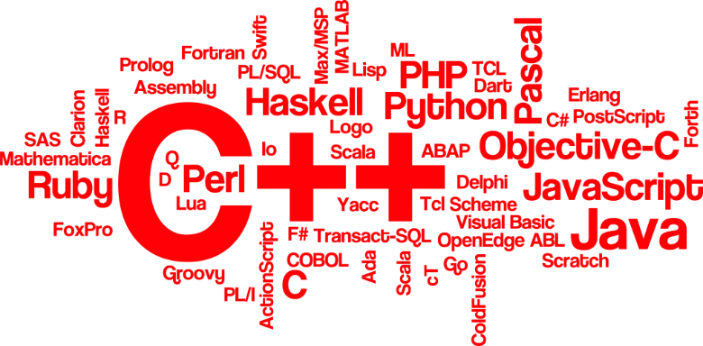 Swift
Max/MSP
MATLAB
Fortran
ML
Pascal
Prolog
PL/SQL
Lisp
PHP
TCL
Dart
Assembly
Haskell
Python
Erlang
Clarion
Haskell
R
C#
PostScript
Forth
Logo
SAS
Io
Scala
ABAP
Objective-C
Mathematica
Q
C++
Ruby
D
Perl
Delphi
JavaScript
Lua
Yacc
Tcl
Scheme
FoxPro
Visual Basic
Java
ActionScript
F#
Transact-SQL
OpenEdge ABL
Groovy
COBOL
Ada
Scala
cT
Go
Scratch
PL/I
C
ColdFusion